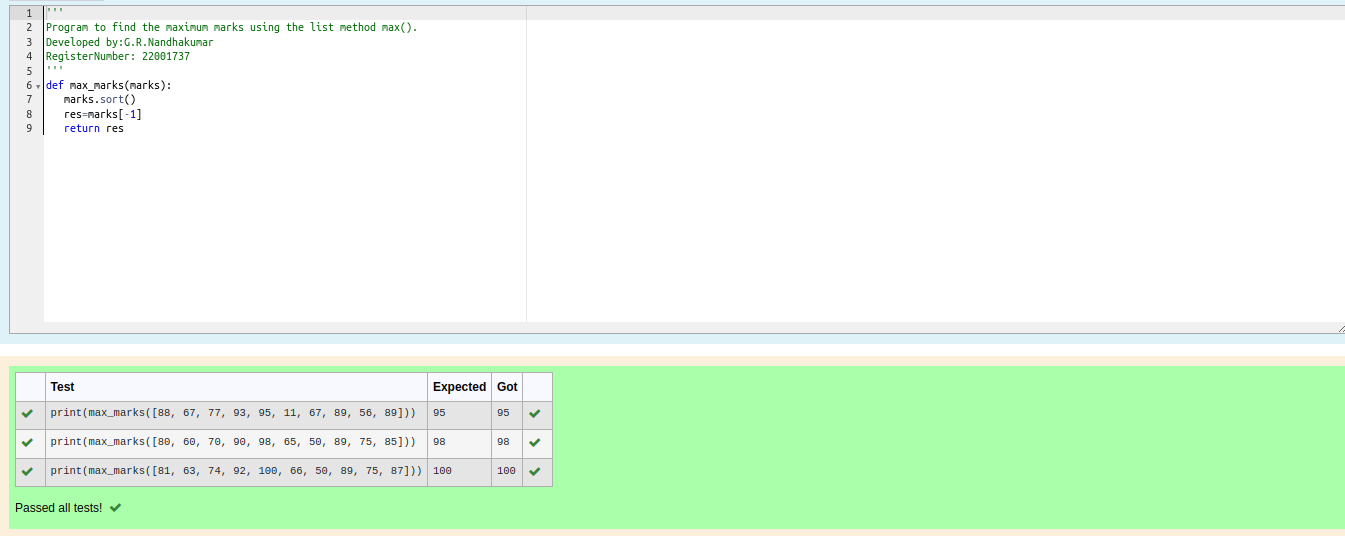 1 '''
2 Program to find the maximum marks using the list method max().
3 Developed by:G.R.Nandhakumar
4 RegisterNumber: 22001737
5 '''
6 def max_marks(marks):
7 marks.sort()
8 res=marks[-1]
9 return res
Test Expected Got
print(max_marks([88, 67, 77, 93, 95, 11, 67, 89, 56, 89])) 95 95
print(max_marks([80, 60, 70, 90, 98, 65, 50, 89, 75, 85])) 98 98
print(max_marks([81, 63, 74, 92, 100, 66, 50, 89, 75, 87])) 100 100
Passed all tests!